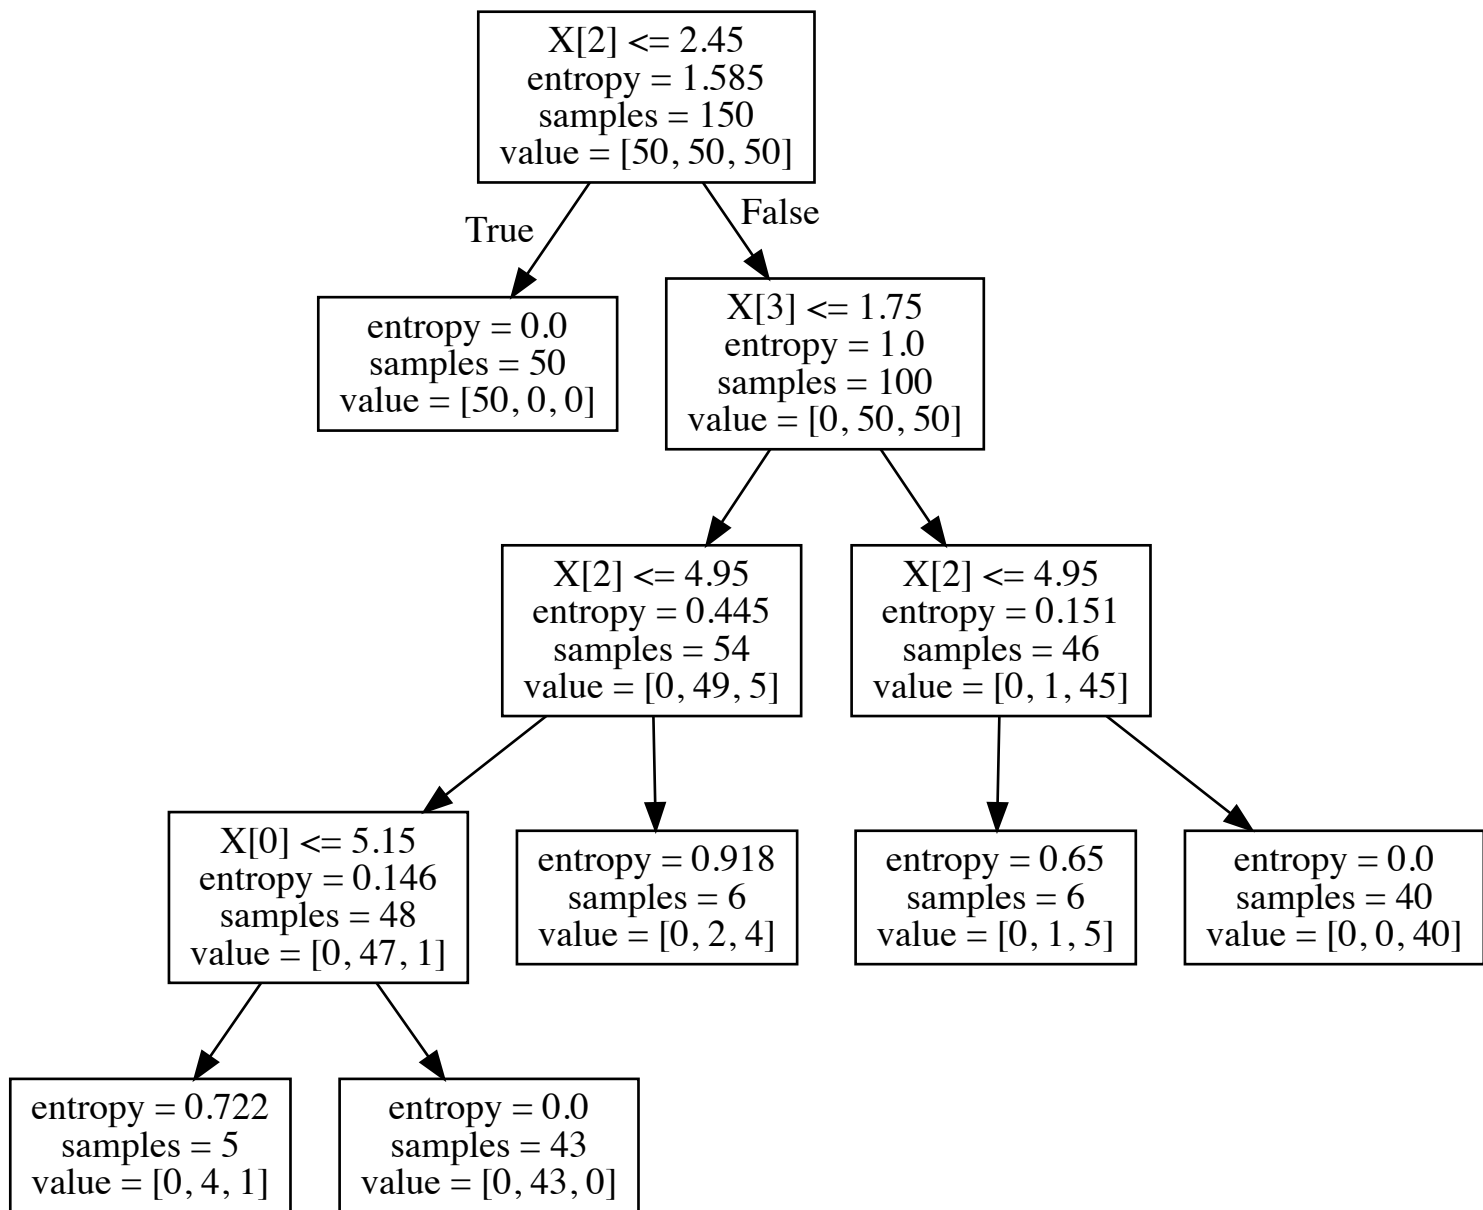 X[2] <= 2.45
entropy = 1.585
samples = 150
value = [50, 50, 50]
True
False
entropy = 0.0
samples = 50
value = [50, 0, 0]
X[3] <= 1.75
entropy = 1.0
samples = 100
value = [0, 50, 50]
X[2] <= 4.95
entropy = 0.445
samples = 54
value = [0, 49, 5]
X[2] <= 4.95
entropy = 0.151
samples = 46
value = [0, 1, 45]
X[0] <= 5.15
entropy = 0.146
samples = 48
value = [0, 47, 1]
entropy = 0.918
samples = 6
value = [0, 2, 4]
entropy = 0.65
samples = 6
value = [0, 1, 5]
entropy = 0.0
samples = 40
value = [0, 0, 40]
entropy = 0.722
samples = 5
value = [0, 4, 1]
entropy = 0.0
samples = 43
value = [0, 43, 0]